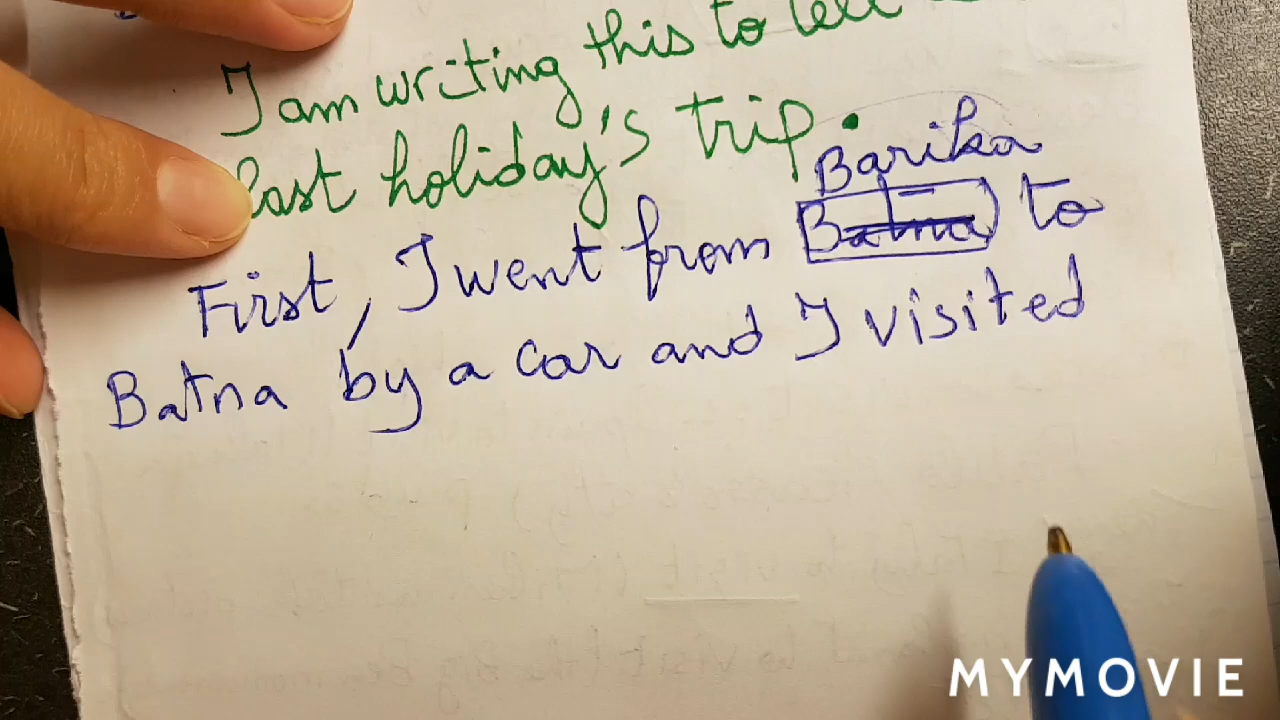 I am writing this to tell
last holiday's trip.
Barika
First, I went from Batna to
Batna by a car and I visited
MYMOVIE